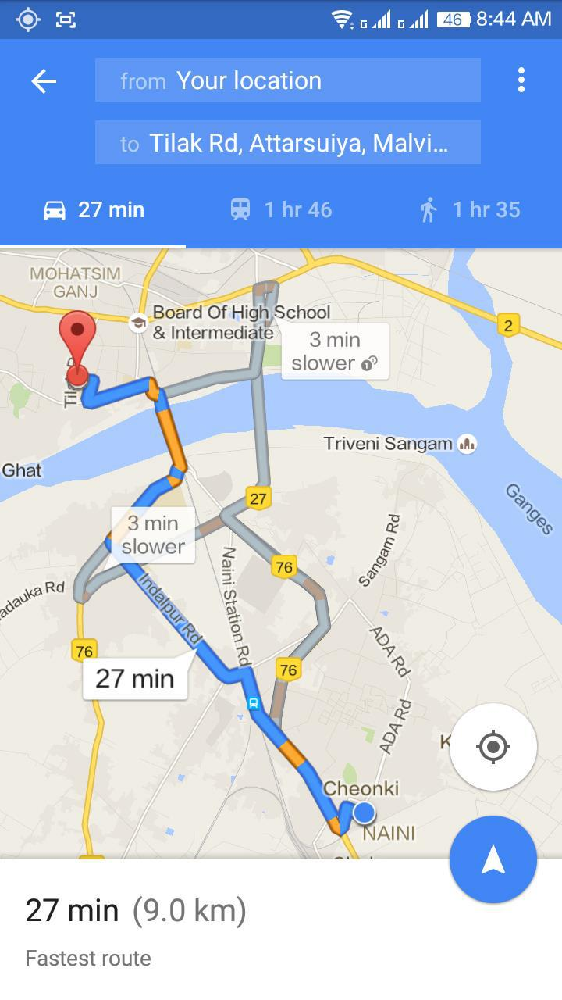 46 8:44 AM
from Your location
to Tilak Rd, Attarsuiya, Malvi...
27 min
1 hr 46
1 hr 35
MOHATSIM
GANJ
Board Of High School
& Intermediate
3 min
slower
2
Triveni Sangam
Ghat
27
Ganges
3 min
slower
Sangam Rd
76
Naini Station Rd
Indalpur Rd
adauka Rd
76
ADA Rd
76
27 min
ADA Rd
K
Cheonki
NAINI
27 min (9.0 km)
Fastest route